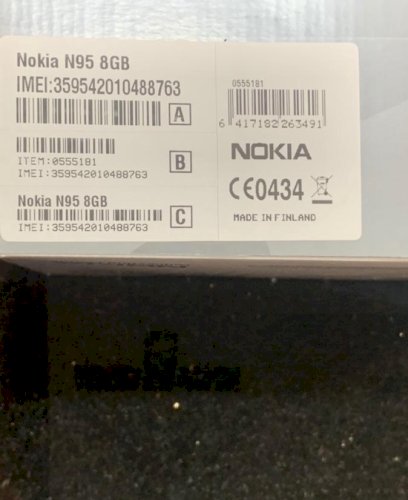 Nokia N95 8GB
IMEI:359542010488763
A
ITEM:0555181
IMEI:359542010488763
B
Nokia N95 8GB
IMEI:359542010488763
C
0555181
6 417182 263491
NOKIA
CE0434
MADE IN FINLAND